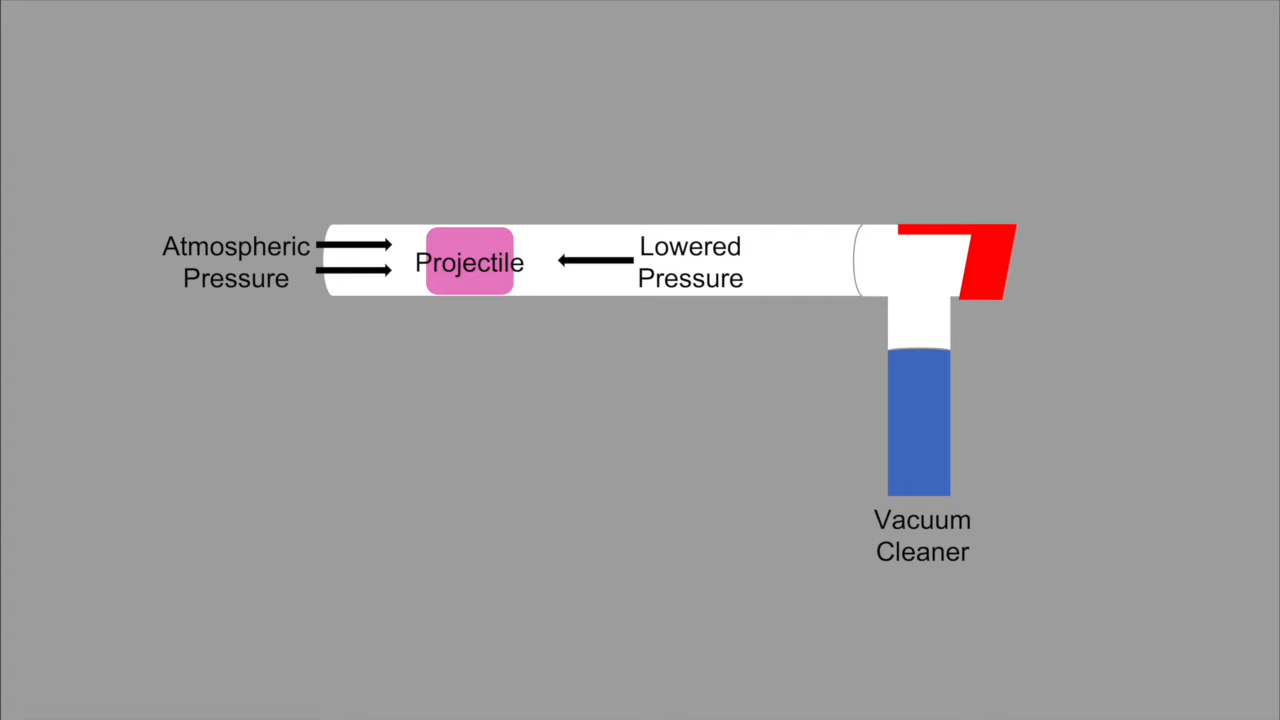 Atmospheric
Pressure
Projectile
Lowered
Pressure
Vacuum
Cleaner